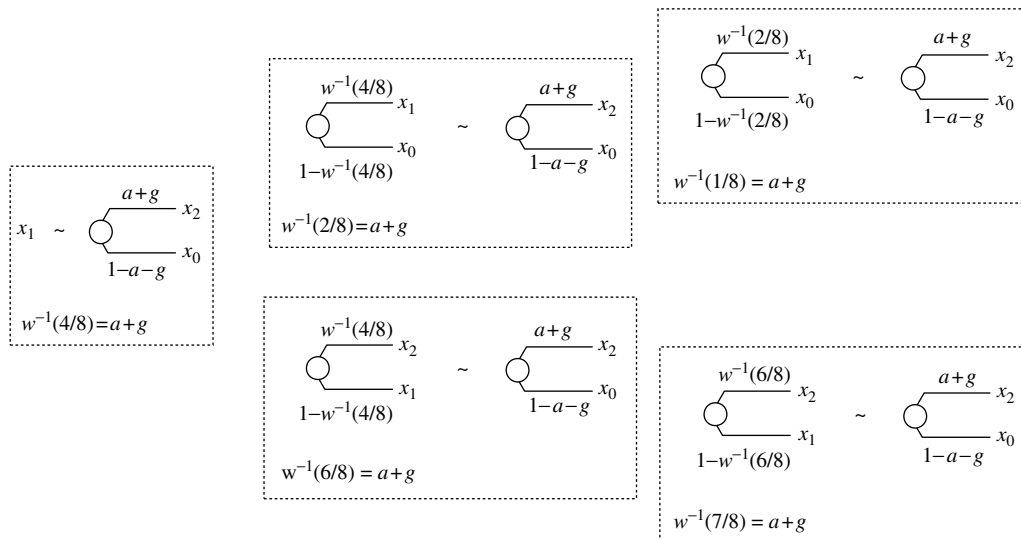 a+g
x₁ ~ x₂
x₀
1−a−g
w⁻¹(4/8)=a+g
w⁻¹(4/8) a+g
x₁ ~ x₂
x₀ x₀
1−w⁻¹(4/8) 1−a−g
w⁻¹(2/8)=a+g
w⁻¹(4/8) a+g
x₂ ~ x₂
x₁ x₀
1−w⁻¹(4/8) 1−a−g
w⁻¹(6/8) = a+g
w⁻¹(2/8) a+g
x₁ ~ x₂
x₀ x₀
1−w⁻¹(2/8) 1−a−g
w⁻¹(1/8) = a+g
w⁻¹(6/8) a+g
x₂ ~ x₂
x₁ x₀
1−w⁻¹(6/8) 1−a−g
w⁻¹(7/8) = a+g